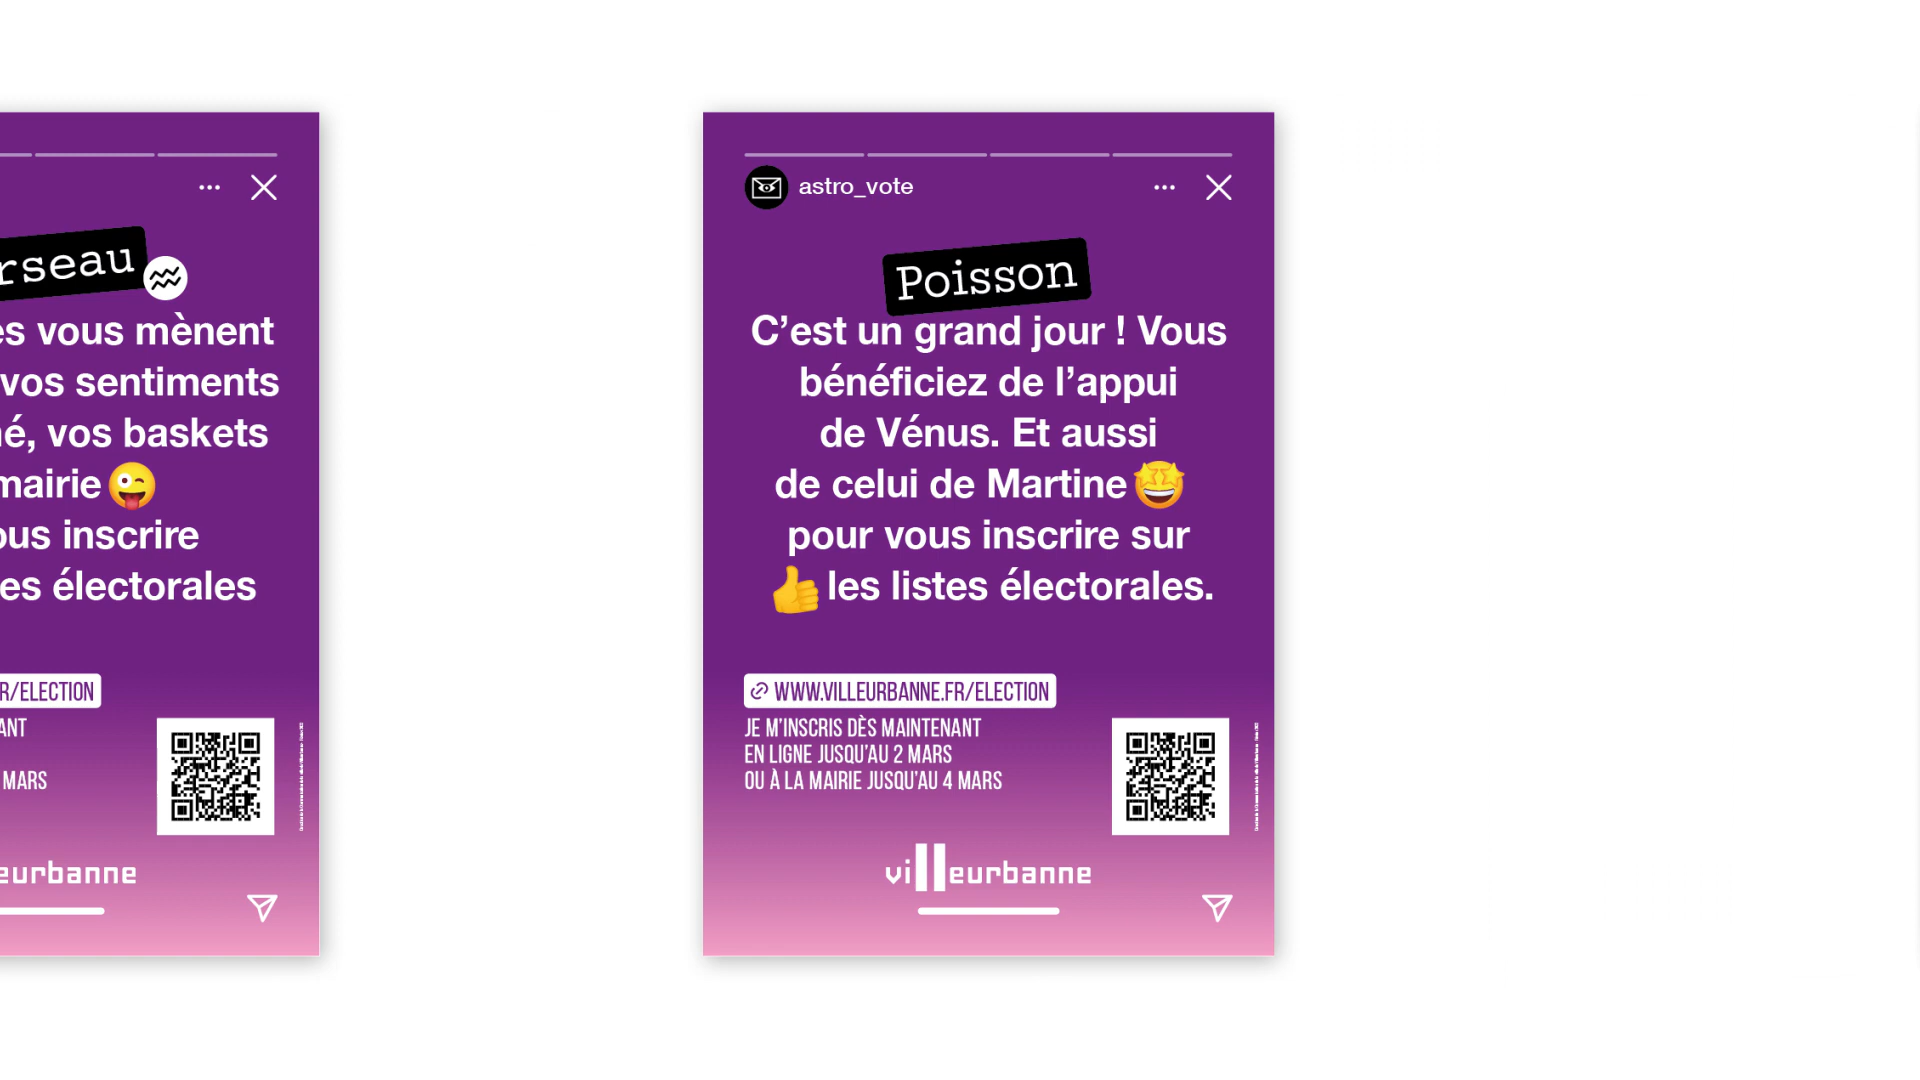 rseau
es vous mènent
vos sentiments
é, vos baskets
mairie
ous inscrire
es électorales
R/ELECTION
ANT
MARS
eurbanne
astro_vote
Poisson
C’est un grand jour ! Vous
bénéficiez de l’appui
de Vénus. Et aussi
de celui de Martine
pour vous inscrire sur
les listes électorales.
WWW.VILLEURBANNE.FR/ELECTION
JE M’INSCRIS DÈS MAINTENANT
EN LIGNE JUSQU’AU 2 MARS
OU À LA MAIRIE JUSQU’AU 4 MARS
villeurbanne